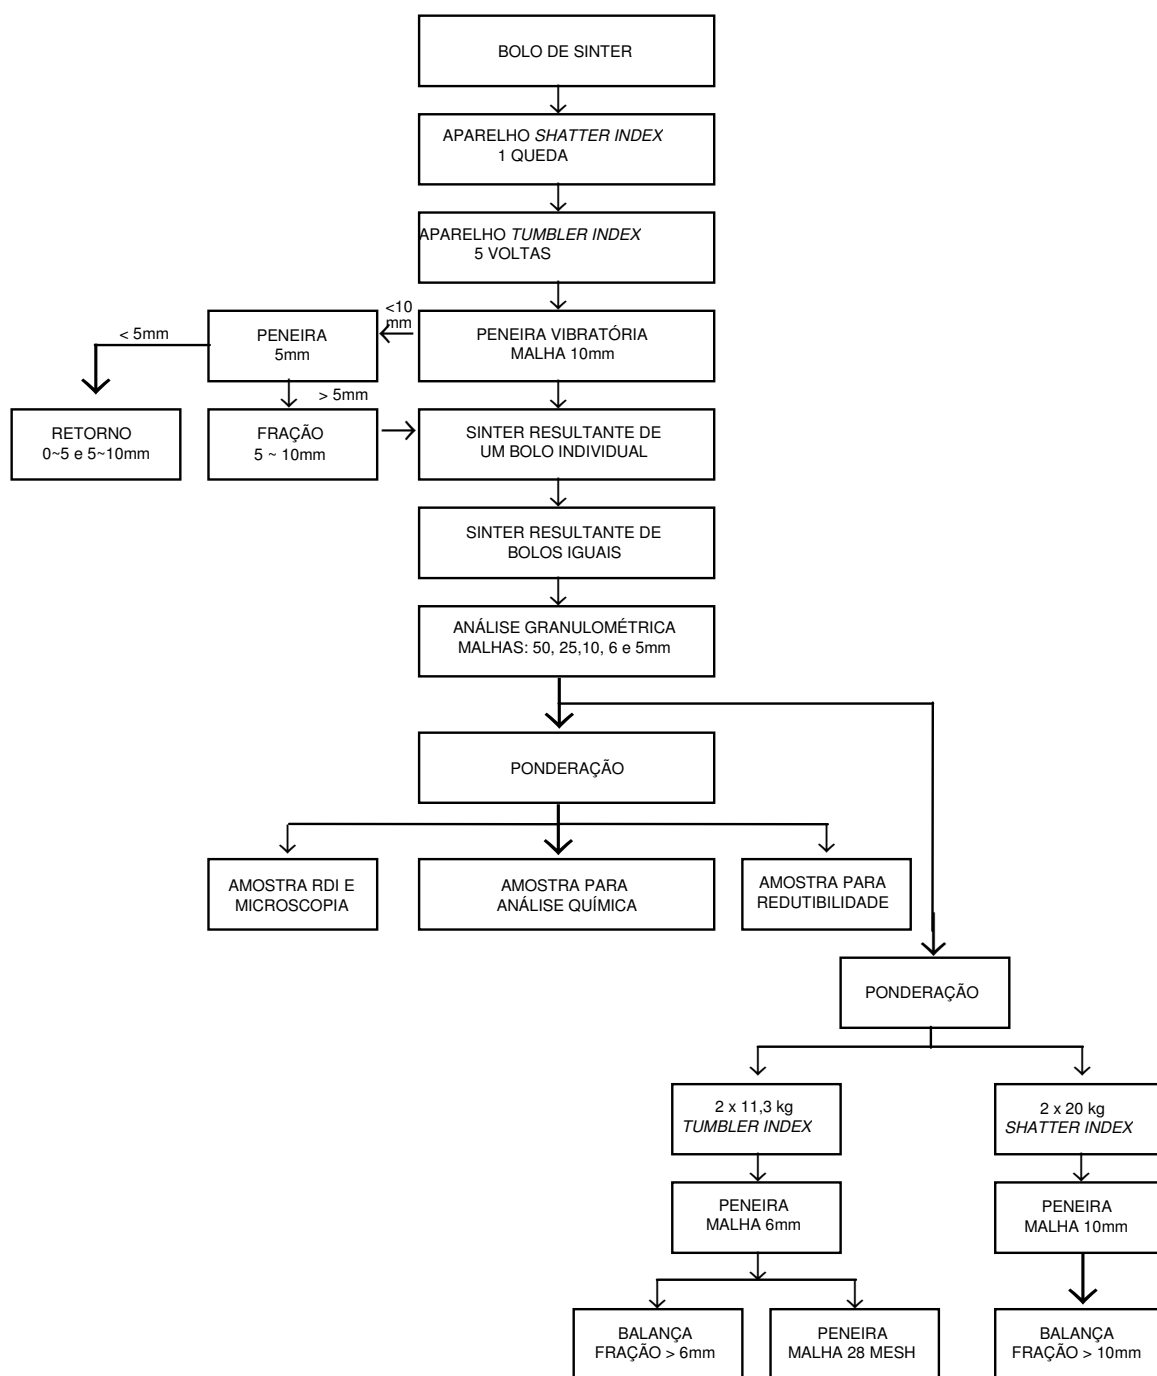 BOLO DE SINTER
APARELHO SHATTER INDEX
1 QUEDA
APARELHO TUMBLER INDEX
5 VOLTAS
<10
mm
< 5mm
PENEIRA
5mm
PENEIRA VIBRATÓRIA
MALHA 10mm
> 5mm
RETORNO
0~5 e 5~10mm
FRAÇÃO
5 ~ 10mm
SINTER RESULTANTE DE
UM BOLO INDIVIDUAL
SINTER RESULTANTE DE
BOLOS IGUAIS
ANÁLISE GRANULOMÉTRICA
MALHAS: 50, 25,10, 6 e 5mm
PONDERAÇÃO
AMOSTRA RDI E
MICROSCOPIA
AMOSTRA PARA
ANÁLISE QUÍMICA
AMOSTRA PARA
REDUTIBILIDADE
PONDERAÇÃO
2 x 11,3 kg
TUMBLER INDEX
2 x 20 kg
SHATTER INDEX
PENEIRA
MALHA 6mm
PENEIRA
MALHA 10mm
BALANÇA
FRAÇÃO > 6mm
PENEIRA
MALHA 28 MESH
BALANÇA
FRAÇÃO > 10mm